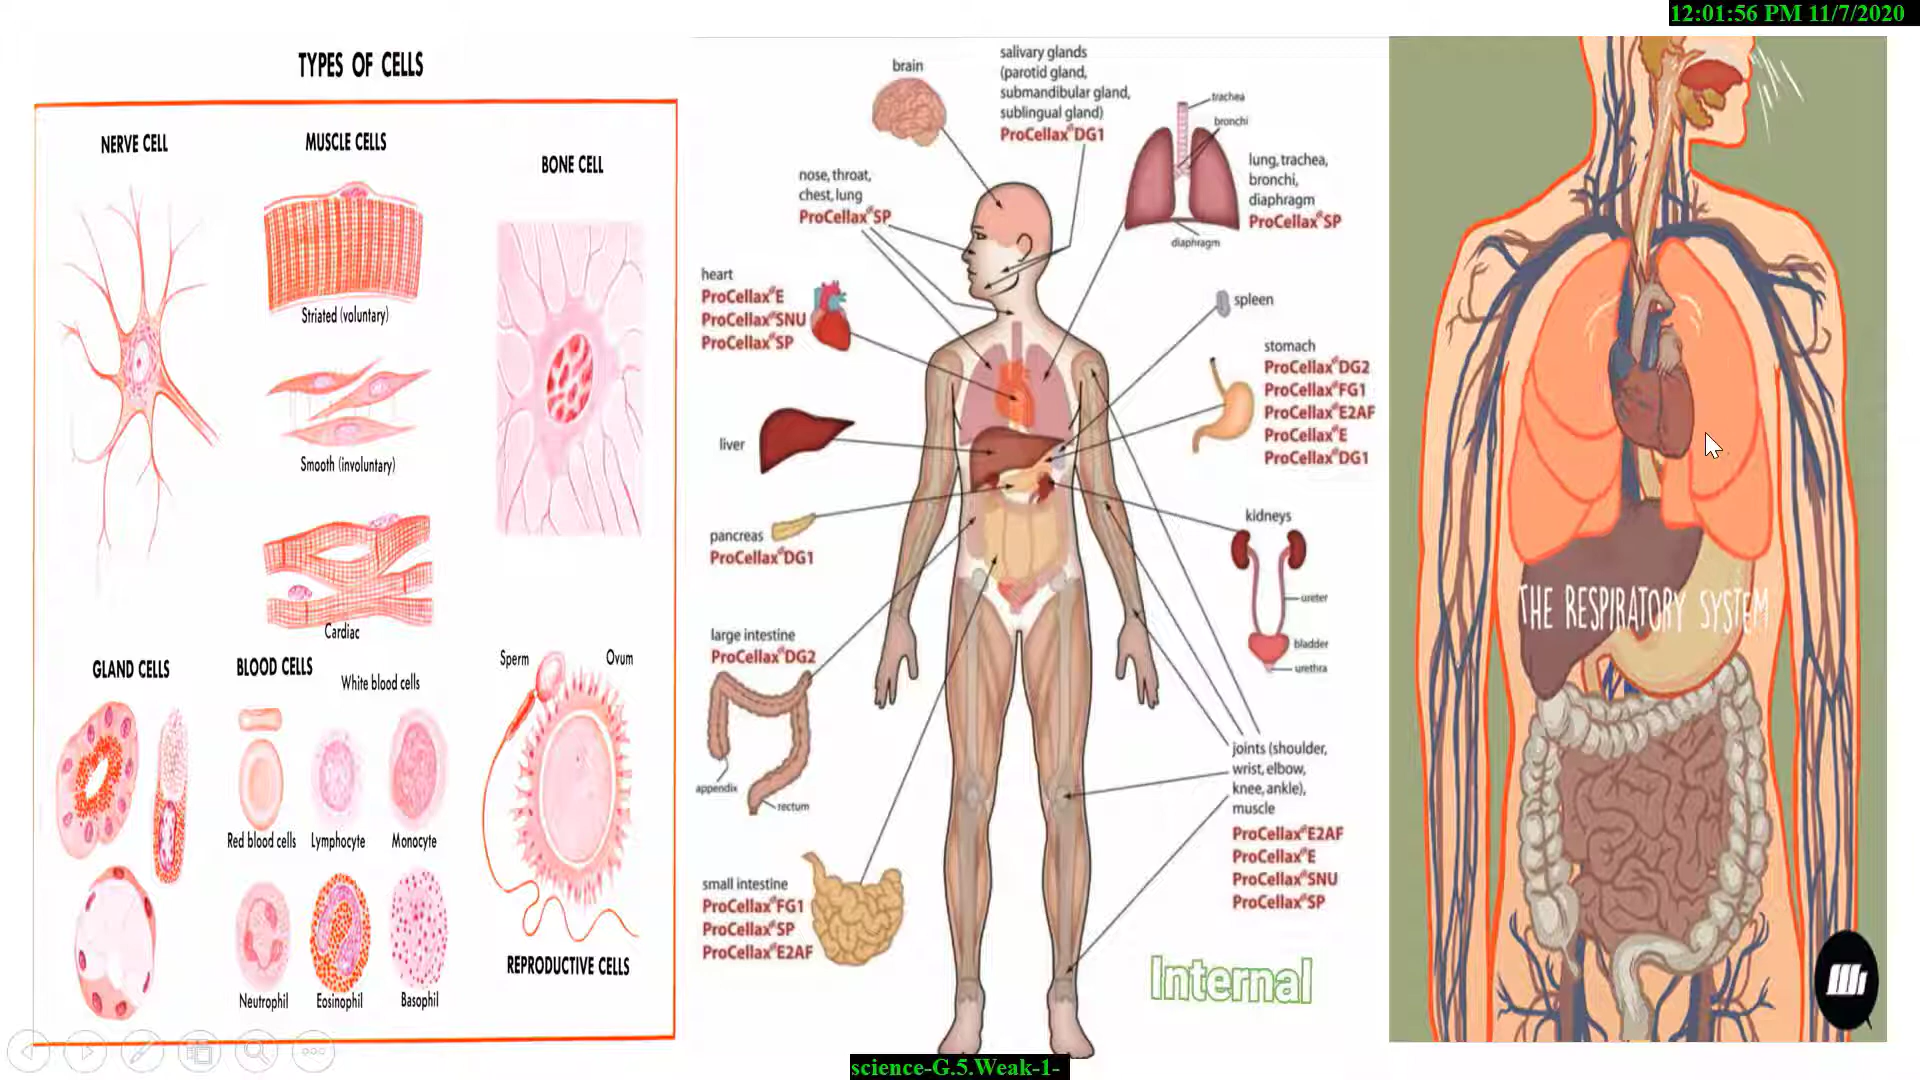 12:01:56 PM 11/7/2020
TYPES OF CELLS
NERVE CELL
MUSCLE CELLS
BONE CELL
Striated (voluntary)
Smooth (involuntary)
Cardiac
GLAND CELLS
BLOOD CELLS
White blood cells
Red blood cells
Lymphocyte
Monocyte
Neutrophil
Eosinophil
Basophil
Sperm
Ovum
REPRODUCTIVE CELLS
brain
salivary glands
(parotid gland,
submandibular gland,
sublingual gland)
ProCellax DG1
trachea
bronchi
diaphragm
lung, trachea,
bronchi,
diaphragm
ProCellax SP
nose, throat,
chest, lung
ProCellax SP
heart
ProCellax E
ProCellax SNU
ProCellax SP
spleen
stomach
ProCellax DG2
ProCellax FG1
ProCellax E2AF
ProCellax E
ProCellax DG1
liver
pancreas
ProCellax DG1
kidneys
ureter
bladder
urethra
large intestine
ProCellax DG2
appendix
rectum
joints (shoulder,
wrist, elbow,
knee, ankle),
muscle
ProCellax E2AF
ProCellax E
ProCellax SNU
ProCellax SP
small intestine
ProCellax FG1
ProCellax SP
ProCellax E2AF
Internal
THE RESPIRATORY SYSTEM
science-G.5.Weak-1-